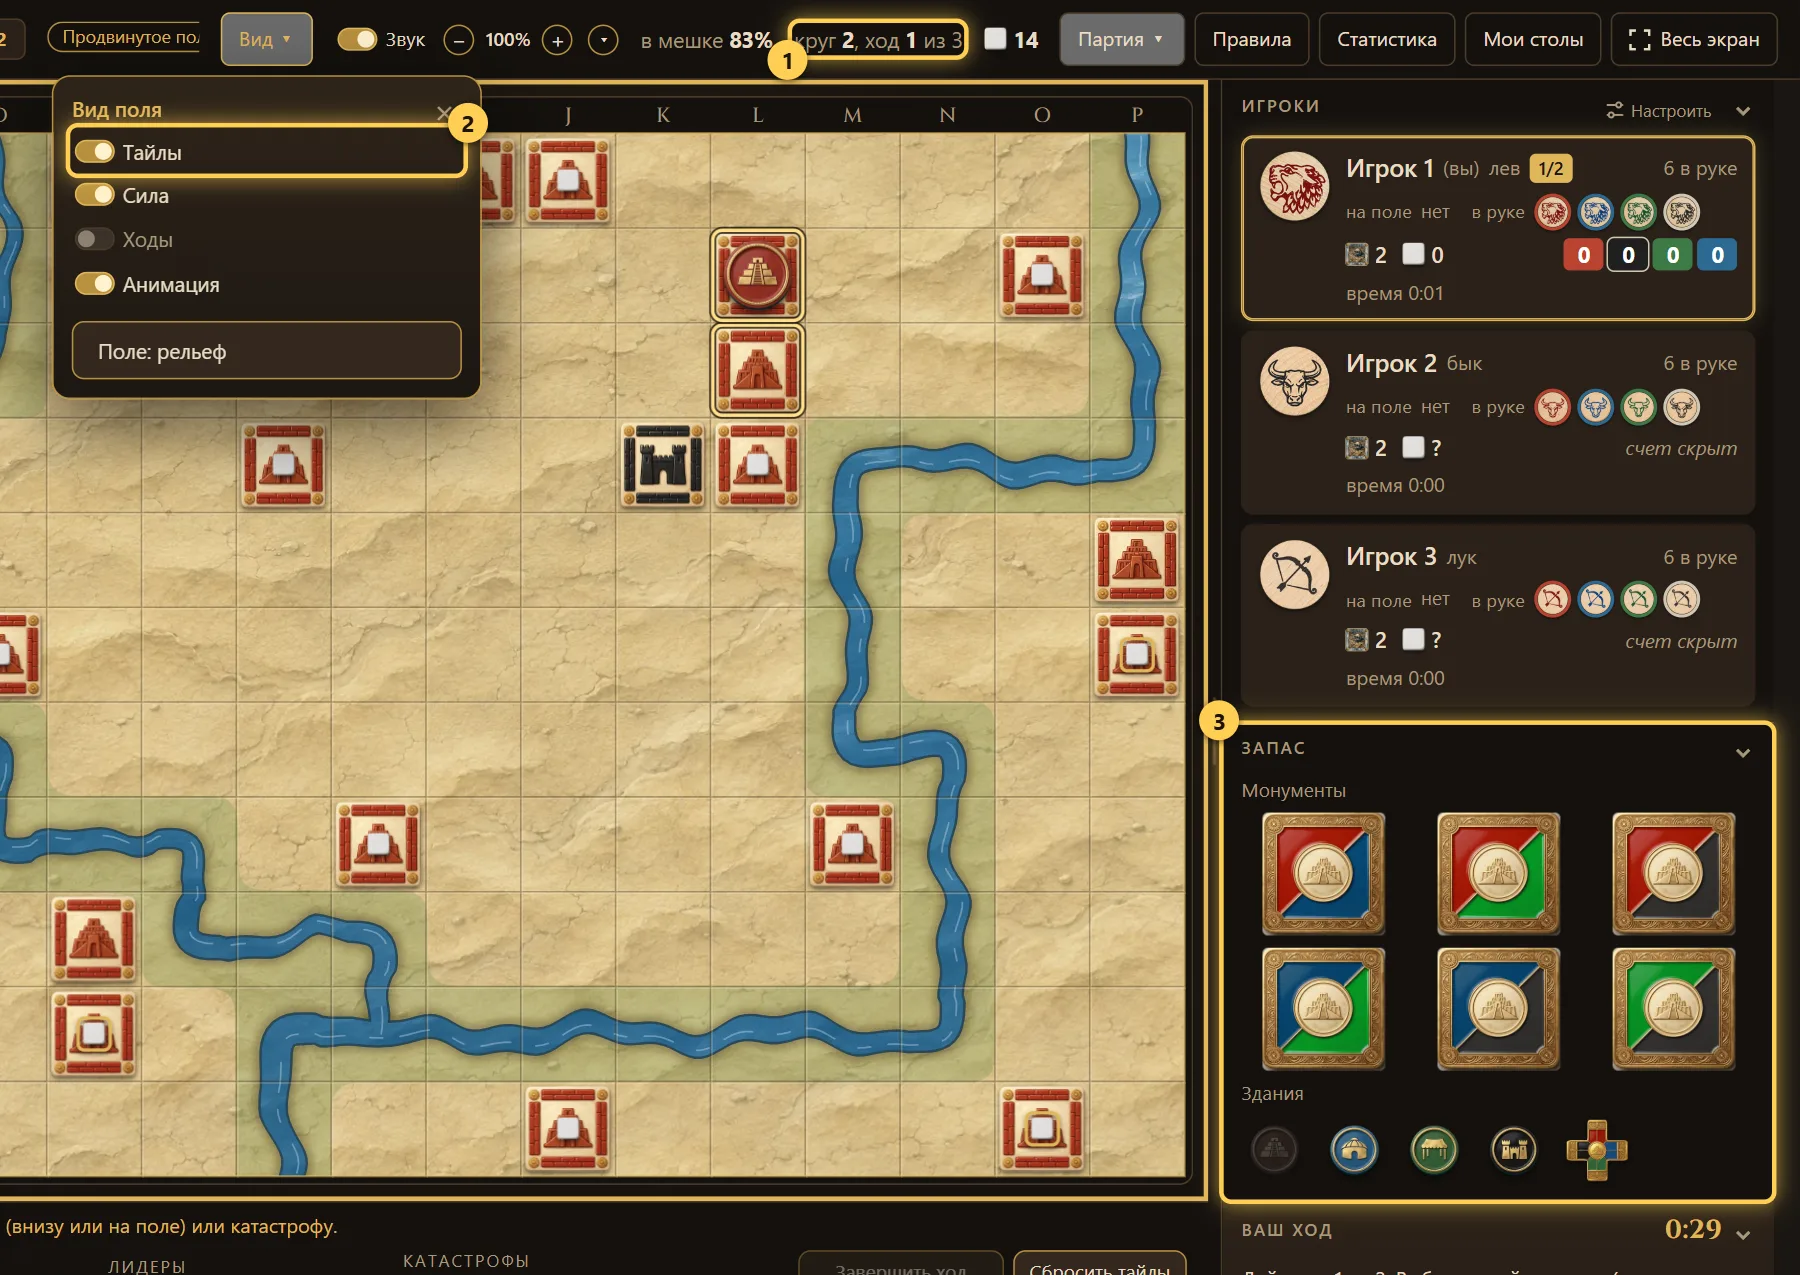 2 Продвинутое по Вид Звук 100% в мешке 83% круг 2, ход 1 из 3 14 Партия Правила Статистика Мои столы Весь экран
1
Вид поля
2
Тайлы
Сила
Ходы
Анимация
Поле: рельеф
J K L M N O P
ИГРОКИ Настроить
Игрок 1 (вы) лев 1/2 6 в руке
на поле нет в руке
2 0 0 0 0 0
время 0:01
Игрок 2 бык 6 в руке
на поле нет в руке
2 ? счет скрыт
время 0:00
Игрок 3 лук 6 в руке
на поле нет в руке
2 ? счет скрыт
время 0:00
3
ЗАПАС
Монументы
Здания
(внизу или на поле) или катастрофу.
ВАШ ХОД 0:29
ЛИДЕРЫ КАТАСТРОФЫ Завершить ход Сбросить тайлы